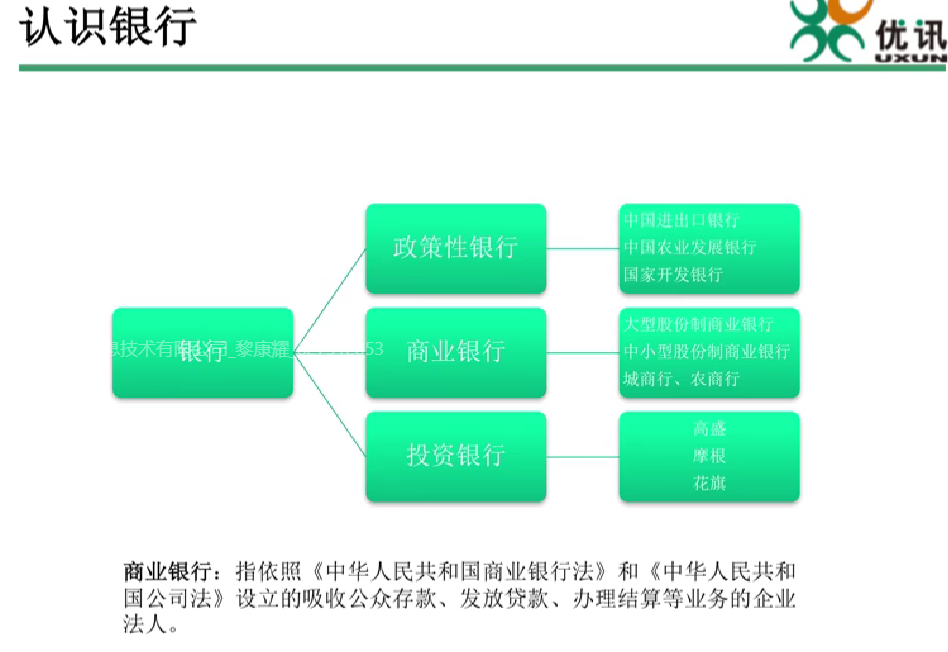 认识银行
优讯
UXUN
政策性银行
中国进出口银行
中国农业发展银行
国家开发银行
银行
息技术有限公司_黎康耀
商业银行
大型股份制商业银行
中小型股份制商业银行
城商行、农商行
投资银行
高盛
摩根
花旗
商业银行：指依照《中华人民共和国商业银行法》和《中华人民共和
国公司法》设立的吸收公众存款、发放贷款、办理结算等业务的企业
法人。